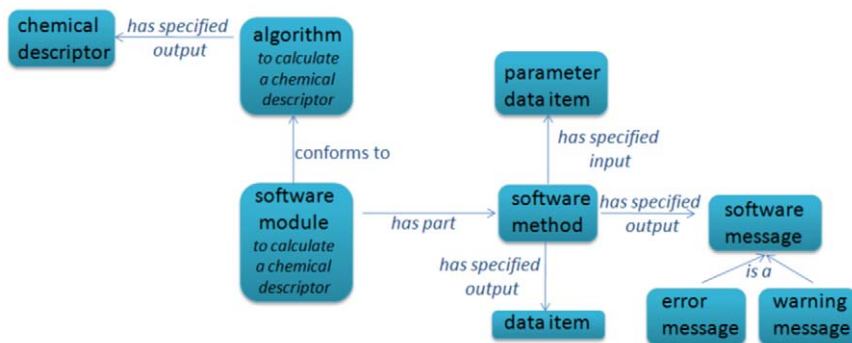 chemical
descriptor
has specified
output
algorithm
to calculate
a chemical
descriptor
parameter
data item
conforms to
has specified
input
software
module
to calculate
a chemical
descriptor
has part
software
method
has specified
output
software
message
has specified
output
is a
data item
error
message
warning
message